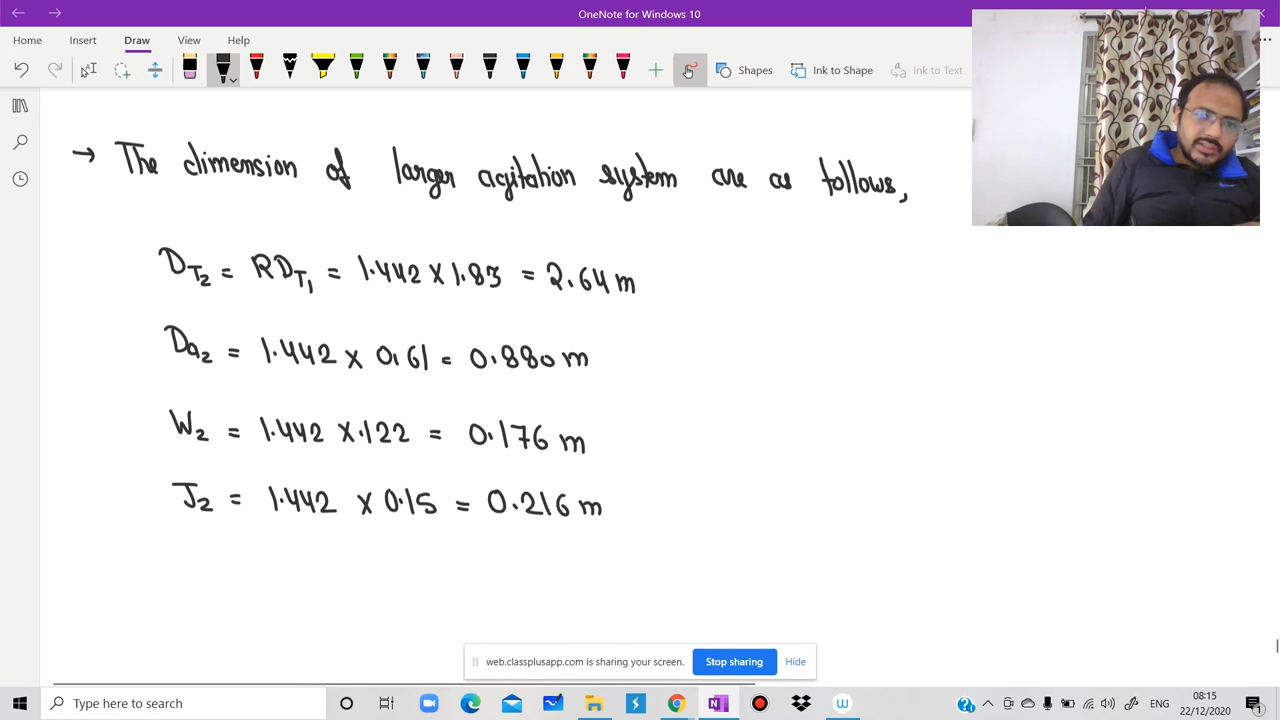 OneNote for Windows 10
Home Insert Draw View Help
Shapes Ink to Shape Ink to Text
→ The dimension of larger agitation system are as follows,
D_T₂ = RD_T₁ = 1.442 × 1.83 = 2.64 m
Da₂ = 1.442 × 0.61 = 0.880 m
W₂ = 1.442 × .122 = 0.176 m
J₂ = 1.442 × 0.15 = 0.216 m
web.classplusapp.com is sharing your screen. Stop sharing Hide
Type here to search
ENG
08:15
22/12/2020